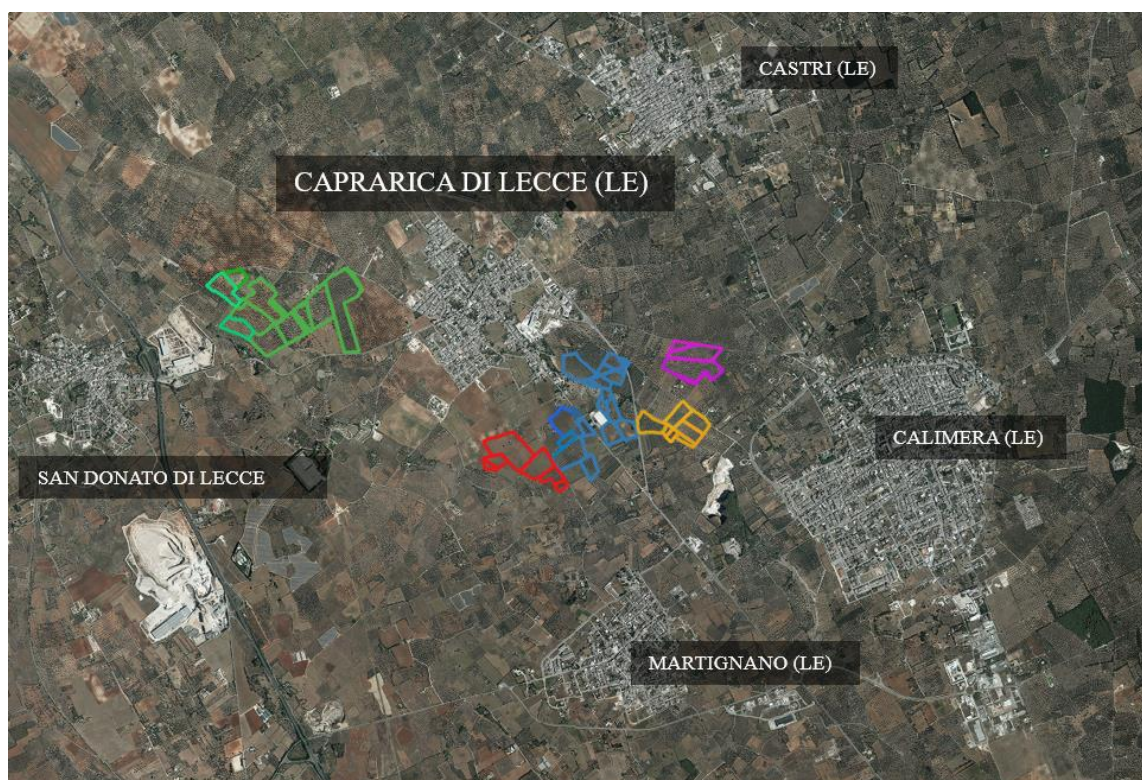 CASTRI (LE)
CAPRARICA DI LECCE (LE)
CALIMERA (LE)
SAN DONATO DI LECCE
MARTIGNANO (LE)